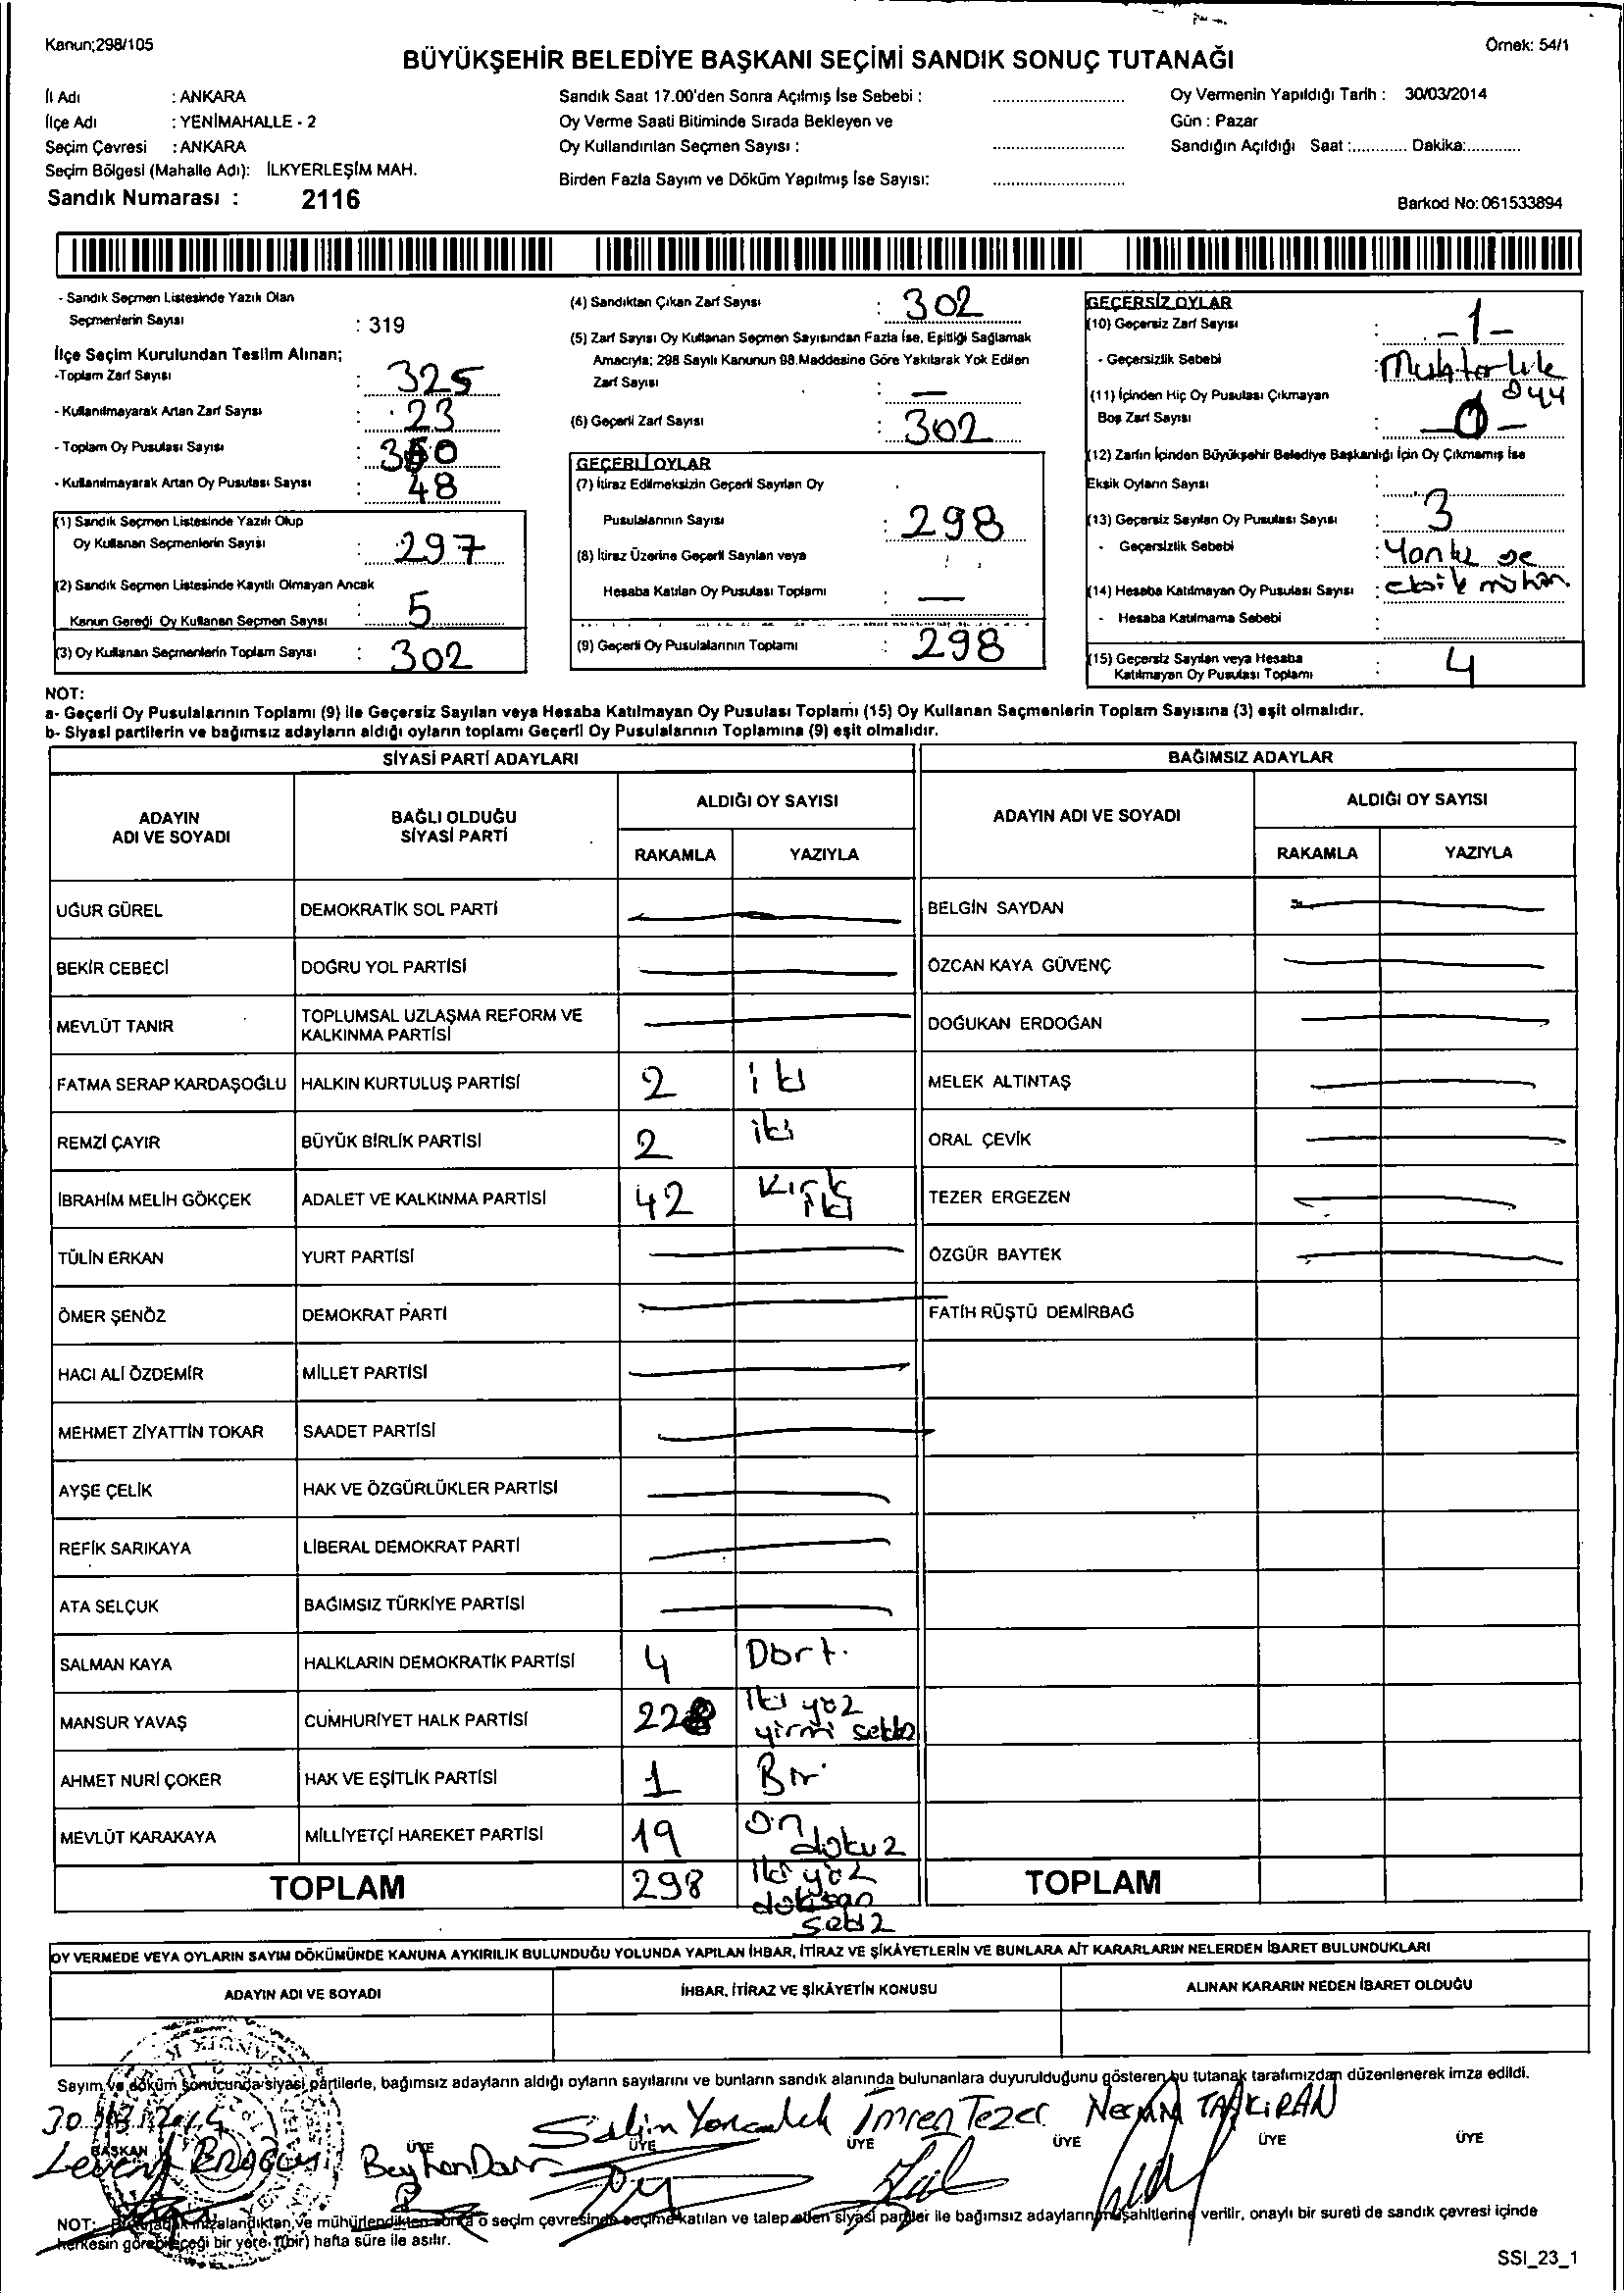 Kanun;298/105
Örnek: 54/1
BÜYÜKŞEHİR BELEDİYE BAŞKANI SEÇİMİ SANDIK SONUÇ TUTANAĞI
İl Adı : ANKARA
İlçe Adı : YENİMAHALLE - 2
Seçim Çevresi : ANKARA
Seçim Bölgesi (Mahalle Adı): İLKYERLEŞİM MAH.
Sandık Numarası : 2116
Sandık Saat 17.00'den Sonra Açılmış İse Sebebi :
Oy Verme Saati Bitiminde Sırada Bekleyen ve
Oy Kullandırılan Seçmen Sayısı :
Birden Fazla Sayım ve Döküm Yapılmış İse Sayısı:
Oy Vermenin Yapıldığı Tarih : 30/03/2014
Gün : Pazar
Sandığın Açıldığı Saat :............ Dakika:............
Barkod No: 061533894
- Sandık Seçmen Listesinde Yazılı Olan
Seçmenlerin Sayısı : 319
İlçe Seçim Kurulundan Teslim Alınan;
-Toplam Zarf Sayısı : 325
- Kullanılmayarak Artan Zarf Sayısı : 23
- Toplam Oy Pusulası Sayısı : 350
- Kullanılmayarak Artan Oy Pusulası Sayısı : 48
(1) Sandık Seçmen Listesinde Yazılı Olup
Oy Kullanan Seçmenlerin Sayısı : 297
(2) Sandık Seçmen Listesinde Kayıtlı Olmayan Ancak
Kanun Gereği Oy Kullanan Seçmen Sayısı : 5
(3) Oy Kullanan Seçmenlerin Toplam Sayısı : 302
(4) Sandıktan Çıkan Zarf Sayısı : 302
(5) Zarf Sayısı Oy Kullanan Seçmen Sayısından Fazla İse, Eşitliği Sağlamak
Amacıyla; 298 Sayılı Kanunun 98.Maddesine Göre Yakılarak Yok Edilen
Zarf Sayısı : —
(6) Geçerli Zarf Sayısı : 302
GEÇERLİ OYLAR
(7) İtiraz Edilmeksizin Geçerli Sayılan Oy
Pusulalarının Sayısı : 298
(8) İtiraz Üzerine Geçerli Sayılan veya
Hesaba Katılan Oy Pusulası Toplamı : —
(9) Geçerli Oy Pusulalarının Toplamı : 298
GEÇERSİZ OYLAR
(10) Geçersiz Zarf Sayısı : -1-
- Geçersizlik Sebebi : Muhtarlık
(11) İçinden Hiç Oy Pusulası Çıkmayan
Boş Zarf Sayısı : -0-
(12) Zarfın İçinden Büyükşehir Belediye Başkanlığı İçin Oy Çıkmamış İse
Eksik Oyların Sayısı :
(13) Geçersiz Sayılan Oy Pusulası Sayısı : 3
- Geçersizlik Sebebi :
(14) Hesaba Katılmayan Oy Pusulası Sayısı : eksik mühür.
- Hesaba Katılmama Sebebi :
(15) Geçersiz Sayılan veya Hesaba
Katılmayan Oy Pusulası Toplamı : 4
NOT:
a- Geçerli Oy Pusulalarının Toplamı (9) ile Geçersiz Sayılan veya Hesaba Katılmayan Oy Pusulası Toplamı (15) Oy Kullanan Seçmenlerin Toplam Sayısına (3) eşit olmalıdır.
b- Siyasi partilerin ve bağımsız adayların aldığı oyların toplamı Geçerli Oy Pusulalarının Toplamına (9) eşit olmalıdır.
SİYASİ PARTİ ADAYLARI
BAĞIMSIZ ADAYLAR
ADAYIN
ADI VE SOYADI
BAĞLI OLDUĞU
SİYASİ PARTİ
ALDIĞI OY SAYISI
RAKAMLA YAZIYLA
ADAYIN ADI VE SOYADI
ALDIĞI OY SAYISI
RAKAMLA YAZIYLA
UĞUR GÜREL DEMOKRATİK SOL PARTİ — BELGİN SAYDAN —
BEKİR CEBECİ DOĞRU YOL PARTİSİ — ÖZCAN KAYA GÜVENÇ —
MEVLÜT TANIR TOPLUMSAL UZLAŞMA REFORM VE
KALKINMA PARTİSİ — DOĞUKAN ERDOĞAN —
FATMA SERAP KARDAŞOĞLU HALKIN KURTULUŞ PARTİSİ 2 iki MELEK ALTINTAŞ —
REMZİ ÇAYIR BÜYÜK BİRLİK PARTİSİ 2 iki ORAL ÇEVİK —
İBRAHİM MELİH GÖKÇEK ADALET VE KALKINMA PARTİSİ 42 Kırk iki TEZER ERGEZEN —
TÜLİN ERKAN YURT PARTİSİ — ÖZGÜR BAYTEK —
ÖMER ŞENÖZ DEMOKRAT PARTİ — FATİH RÜŞTÜ DEMİRBAĞ
HACI ALİ ÖZDEMİR MİLLET PARTİSİ —
MEHMET ZİYATTİN TOKAR SAADET PARTİSİ —
AYŞE ÇELİK HAK VE ÖZGÜRLÜKLER PARTİSİ —
REFİK SARIKAYA LİBERAL DEMOKRAT PARTİ —
ATA SELÇUK BAĞIMSIZ TÜRKİYE PARTİSİ —
SALMAN KAYA HALKLARIN DEMOKRATİK PARTİSİ 4 Dört.
MANSUR YAVAŞ CUMHURİYET HALK PARTİSİ 228 iki yüz
yirmi sekiz
AHMET NURİ ÇOKER HAK VE EŞİTLİK PARTİSİ 1 Bir
MEVLÜT KARAKAYA MİLLİYETÇİ HAREKET PARTİSİ 19 on
dokuz
TOPLAM 298 iki yüz
doksan
sekiz
TOPLAM
OY VERMEDE VEYA OYLARIN SAYIM DÖKÜMÜNDE KANUNA AYKIRILIK BULUNDUĞU YOLUNDA YAPILAN İHBAR, İTİRAZ VE ŞİKÂYETLERİN VE BUNLARA AİT KARARLARIN NELERDEN İBARET BULUNDUKLARI
ADAYIN ADI VE SOYADI İHBAR, İTİRAZ VE ŞİKÂYETİN KONUSU ALINAN KARARIN NEDEN İBARET OLDUĞU
Sayım ve döküm sonucunda siyasi partilerle, bağımsız adayların aldığı oyların sayılarını ve bunların sandık alanında bulunanlara duyurulduğunu gösteren bu tutanak tarafımızdan düzenlenerek imza edildi.
Selim İmren Tezer TAŞKIRAN
BAŞKAN ÜYE ÜYE ÜYE ÜYE ÜYE ÜYE
Levent
NOT: alandıktan ve mühürlendikten sonra o seçim çevresinde seçime katılan ve talep eden siyasi partiler ile bağımsız adayların müşahitlerine verilir, onaylı bir sureti de sandık çevresi içinde
herkesin görebileceği bir yere 1(bir) hafta süre ile asılır.
SSI_23_1